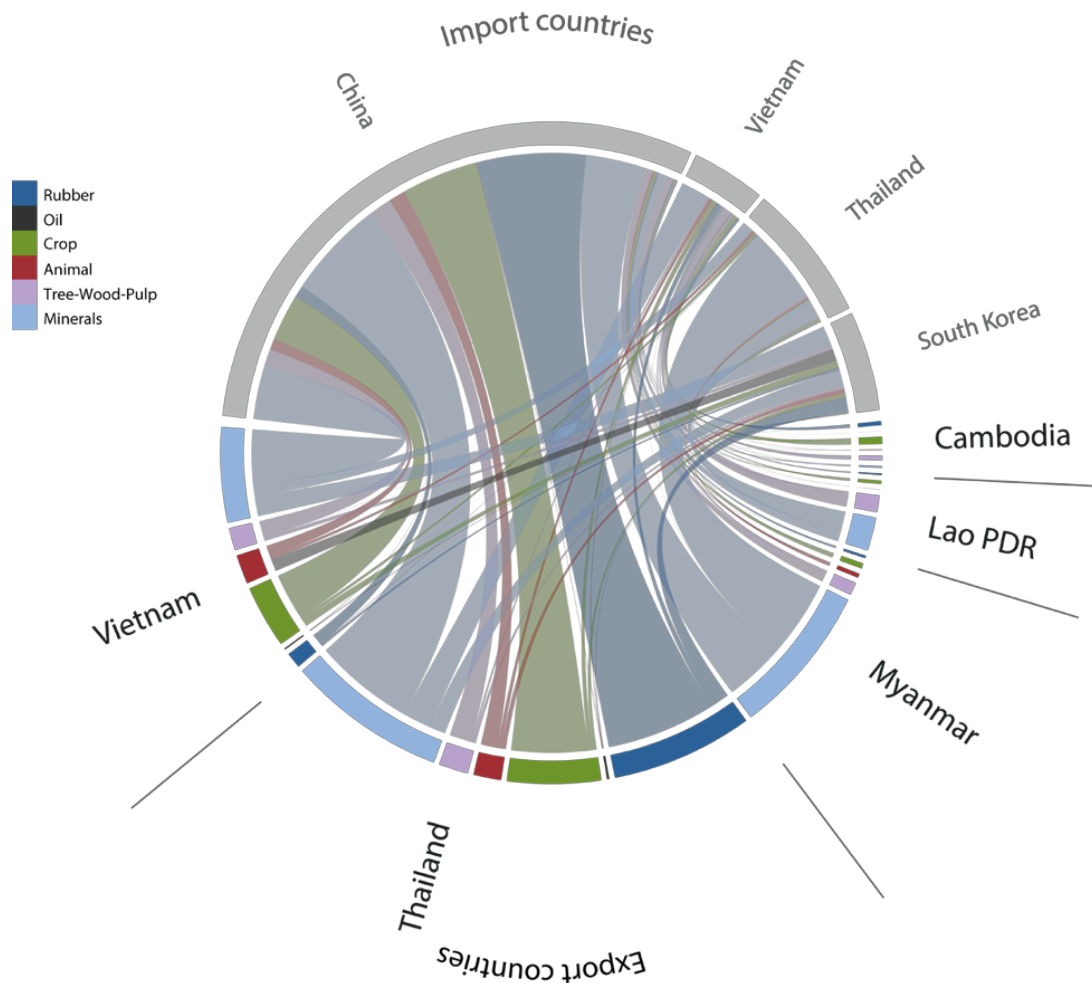 Import countries
China
Vietnam
Thailand
South Korea
Rubber
Oil
Crop
Animal
Tree-Wood-Pulp
Minerals
Cambodia
Lao PDR
Myanmar
Vietnam
Thailand
Export countries